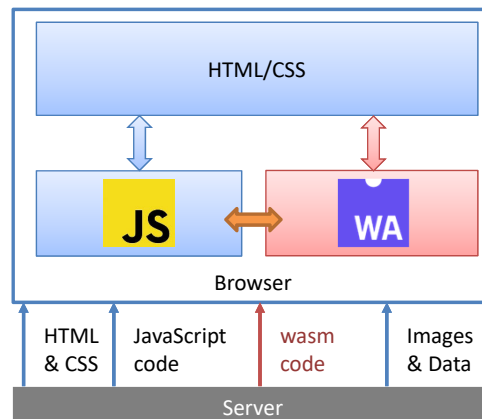 HTML/CSS
JS
WA
Browser
HTML
& CSS
JavaScript
code
wasm
code
Images
& Data
Server